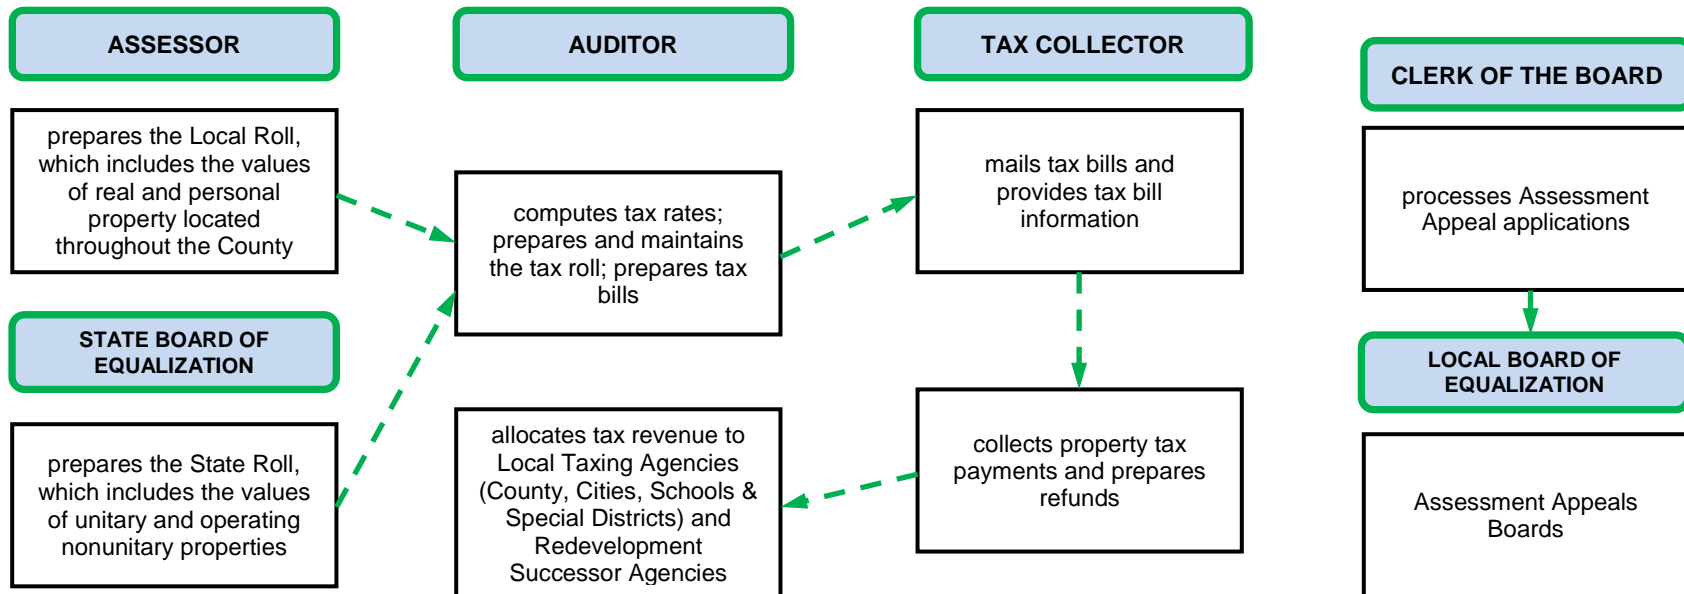 ASSESSOR
prepares the Local Roll,
which includes the values
of real and personal
property located
throughout the County
STATE BOARD OF
EQUALIZATION
prepares the State Roll,
which includes the values
of unitary and operating
nonunitary properties
AUDITOR
computes tax rates;
prepares and maintains
the tax roll; prepares tax
bills
allocates tax revenue to
Local Taxing Agencies
(County, Cities, Schools &
Special Districts) and
Redevelopment
Successor Agencies
TAX COLLECTOR
mails tax bills and
provides tax bill
information
collects property tax
payments and prepares
refunds
CLERK OF THE BOARD
processes Assessment
Appeal applications
LOCAL BOARD OF
EQUALIZATION
Assessment Appeals
Boards